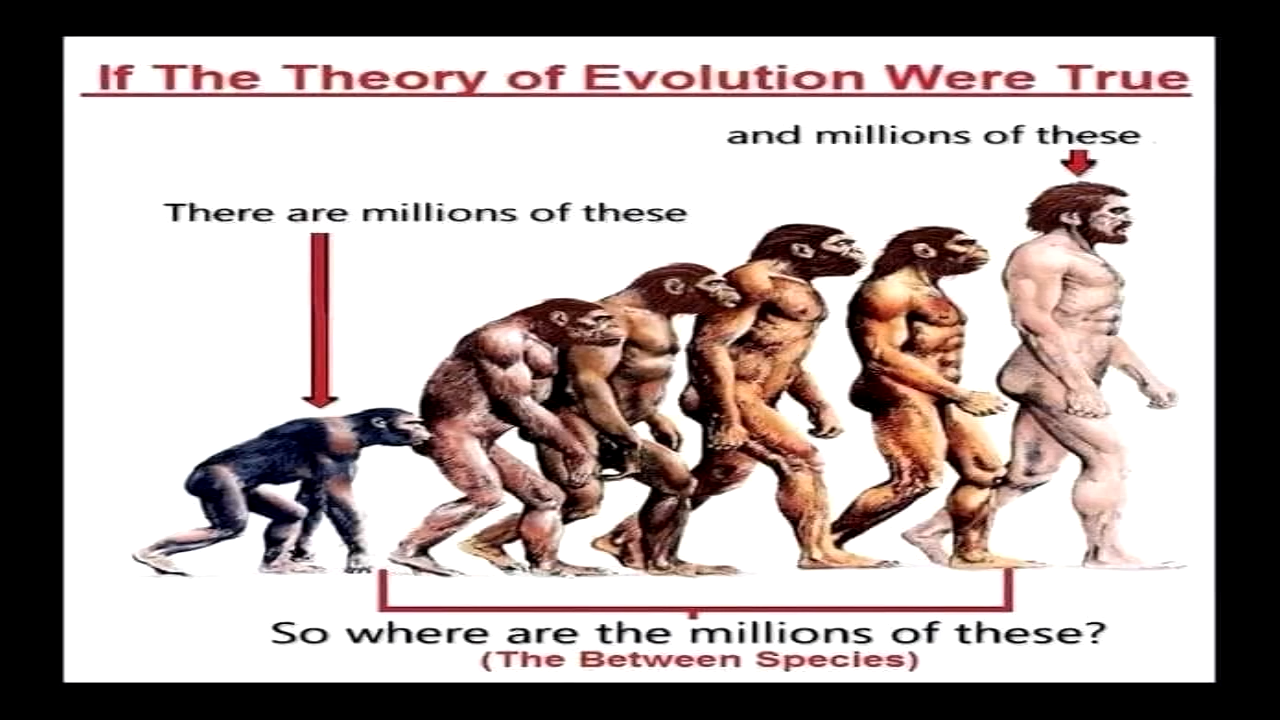 If The Theory of Evolution Were True
and millions of these
There are millions of these
So where are the millions of these?
(The Between Species)